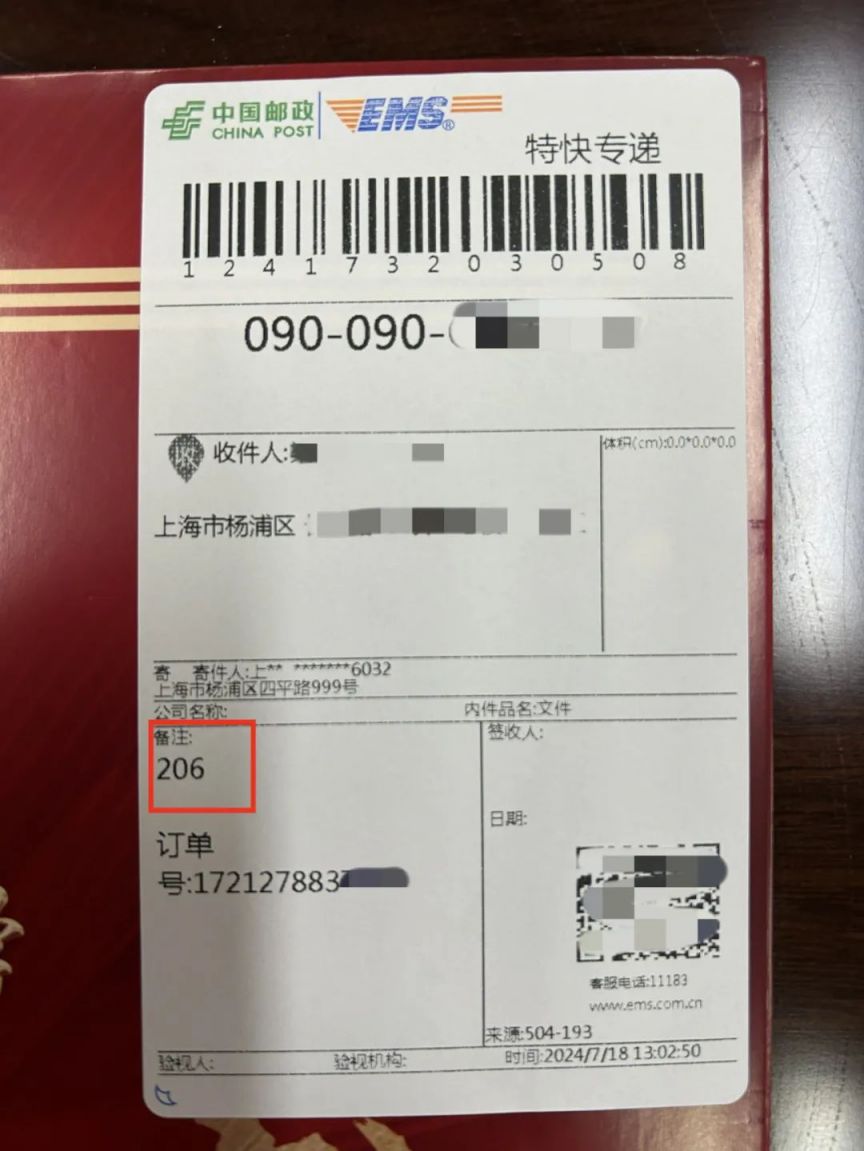 中国邮政
CHINA POST
EMS®
特快专递
1241732030508
090-090-
收
收件人:
体积(cm):0.0*0.0*0.0
上海市杨浦区
寄 寄件人:上** *******6032
上海市杨浦区四平路999号
公司名称: 内件品名:文件
备注:
206
签收人:
日期:
订单
号:172127883
客服电话:11183
www.ems.com.cn
来源:504-193
验视人: 验视机构: 时间:2024/7/18 13:02:50